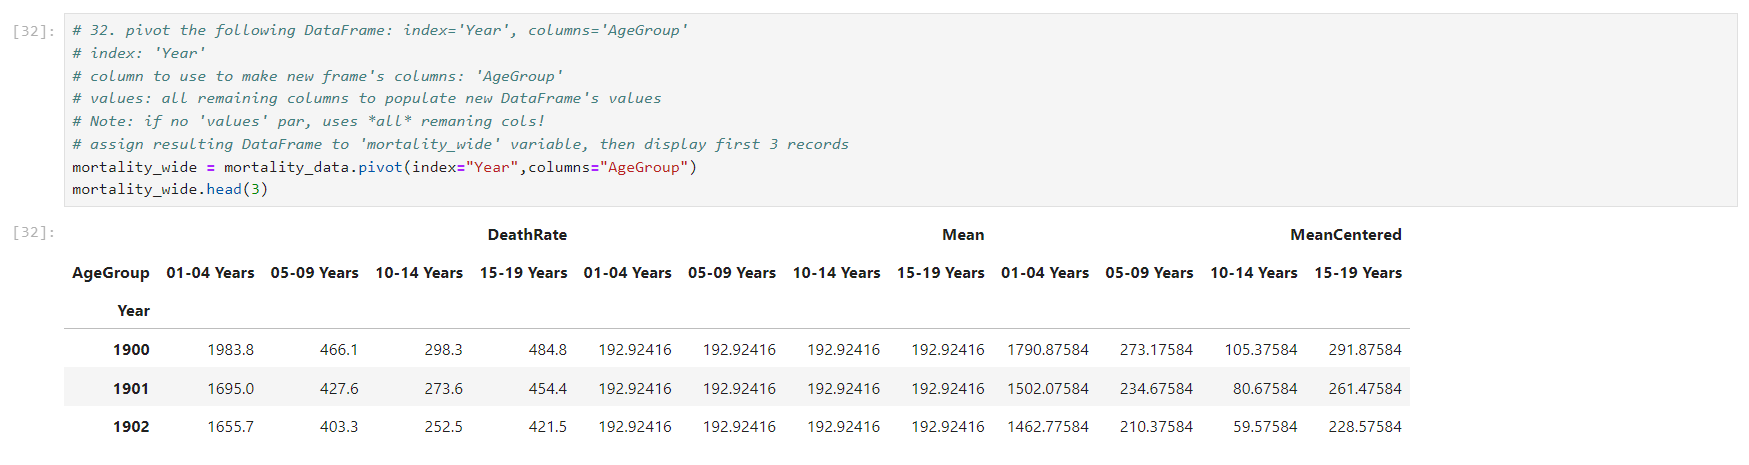 [32]: # 32. pivot the following DataFrame: index='Year', columns='AgeGroup'
# index: 'Year'
# column to use to make new frame's columns: 'AgeGroup'
# values: all remaining columns to populate new DataFrame's values
# Note: if no 'values' par, uses *all* remaning cols!
# assign resulting DataFrame to 'mortality_wide' variable, then display first 3 records
mortality_wide = mortality_data.pivot(index="Year",columns="AgeGroup")
mortality_wide.head(3)
[32]: DeathRate Mean MeanCentered
AgeGroup 01-04 Years 05-09 Years 10-14 Years 15-19 Years 01-04 Years 05-09 Years 10-14 Years 15-19 Years 01-04 Years 05-09 Years 10-14 Years 15-19 Years
Year
1900 1983.8 466.1 298.3 484.8 192.92416 192.92416 192.92416 192.92416 1790.87584 273.17584 105.37584 291.87584
1901 1695.0 427.6 273.6 454.4 192.92416 192.92416 192.92416 192.92416 1502.07584 234.67584 80.67584 261.47584
1902 1655.7 403.3 252.5 421.5 192.92416 192.92416 192.92416 192.92416 1462.77584 210.37584 59.57584 228.57584